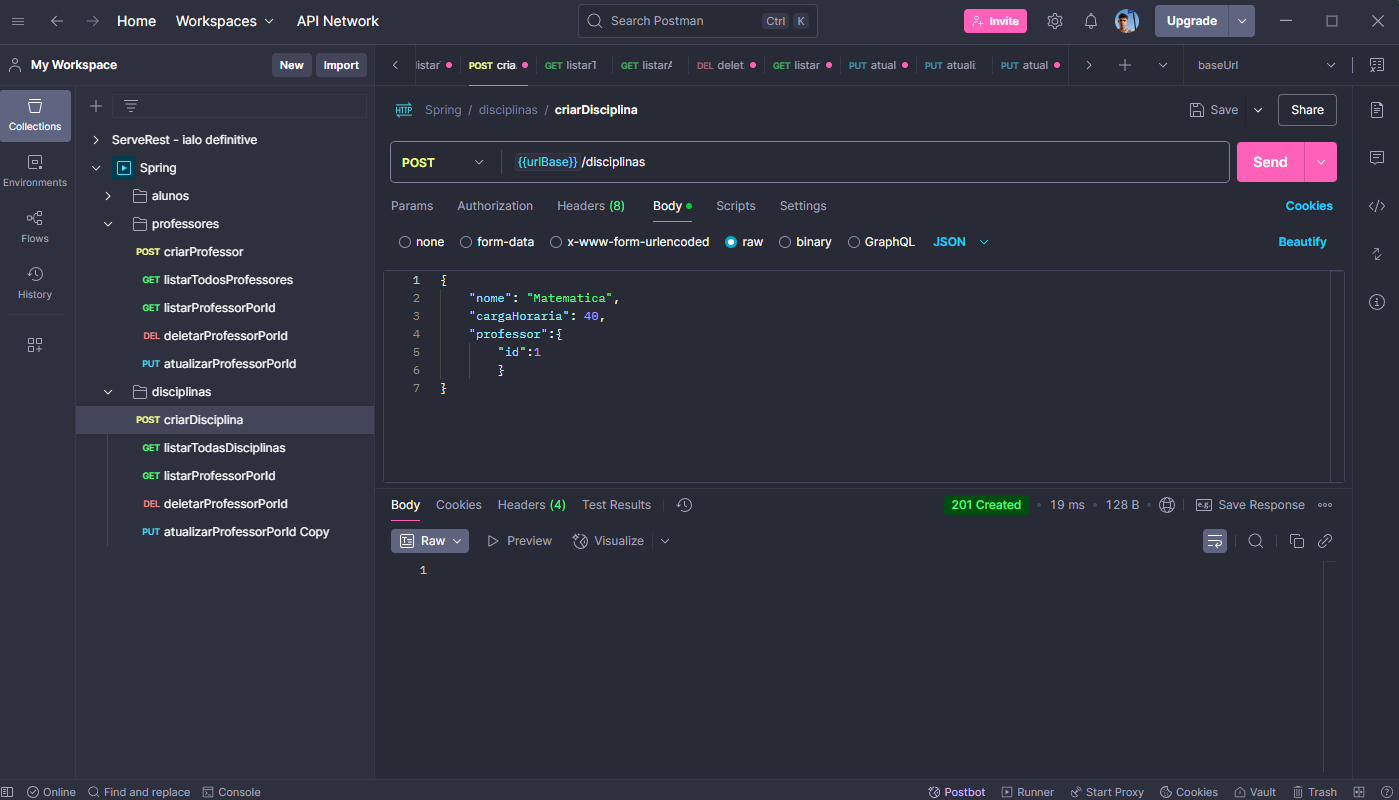 Home Workspaces API Network Search Postman Ctrl K Invite Upgrade
My Workspace New Import
POST cria. GET listarT GET listarA DEL delet GET listar PUT atual PUT atuali. PUT atual baseUrl
Collections
Environments
Flows
History
ServeRest - ialo definitive
Spring
alunos
professores
POST criarProfessor
GET listarTodosProfessores
GET listarProfessorPorId
DEL deletarProfessorPorId
PUT atualizarProfessorPorId
disciplinas
POST criarDisciplina
GET listarTodasDisciplinas
GET listarProfessorPorId
DEL deletarProfessorPorId
PUT atualizarProfessorPorId Copy
HTTP Spring / disciplinas / criarDisciplina Save Share
POST {{urlBase}} /disciplinas Send
Params Authorization Headers (8) Body Scripts Settings Cookies
none form-data x-www-form-urlencoded raw binary GraphQL JSON Beautify
1 {
2 "nome": "Matematica",
3 "cargaHoraria": 40,
4 "professor":{
5 "id":1
6 }
7 }
Body Cookies Headers (4) Test Results 201 Created 19 ms 128 B e.g. Save Response
Raw Preview Visualize
1
Online Find and replace Console Postbot Runner Start Proxy Cookies Vault Trash